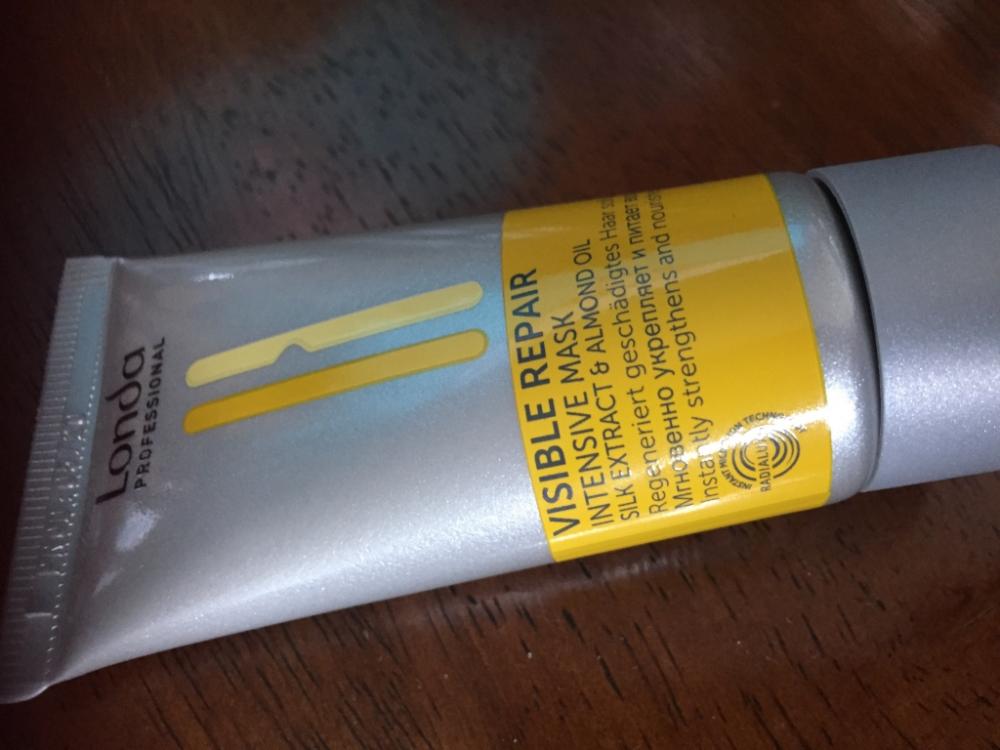 Londa
PROFESSIONAL
VISIBLE REPAIR
INTENSIVE MASK
SILK EXTRACT & ALMOND OIL
Regeneriert geschädigtes Haar
Мгновенно укрепляет и питает
Instantly strengthens and
INSTANT
RADIALUX